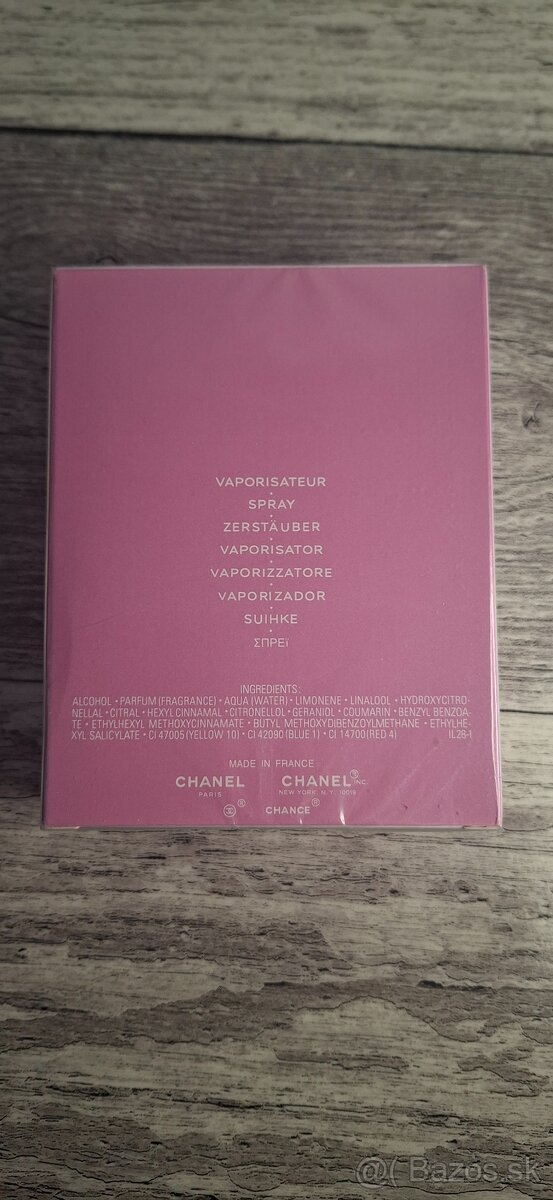 VAPORISATEUR
SPRAY
ZERSTÄUBER
VAPORISATOR
VAPORIZZATORE
VAPORIZADOR
SUIHKE
ΣΠΡΕΪ
INGREDIENTS:
ALCOHOL • PARFUM (FRAGRANCE) • AQUA (WATER) • LIMONENE • LINALOOL • HYDROXYCITRO-
NELLAL • CITRAL • HEXYL CINNAMAL • CITRONELLOL • GERANIOL • COUMARIN • BENZYL BENZOA-
TE • ETHYLHEXYL METHOXYCINNAMATE • BUTYL METHOXYDIBENZOYLMETHANE • ETHYLHE-
XYL SALICYLATE • CI 47005 (YELLOW 10) • CI 42090 (BLUE 1) • CI 14700 (RED 4) IL26-1
MADE IN FRANCE
CHANEL CHANEL® INC.
PARIS NEW YORK, N.Y. 10019
® CHANCE®
@( Bazos.sk